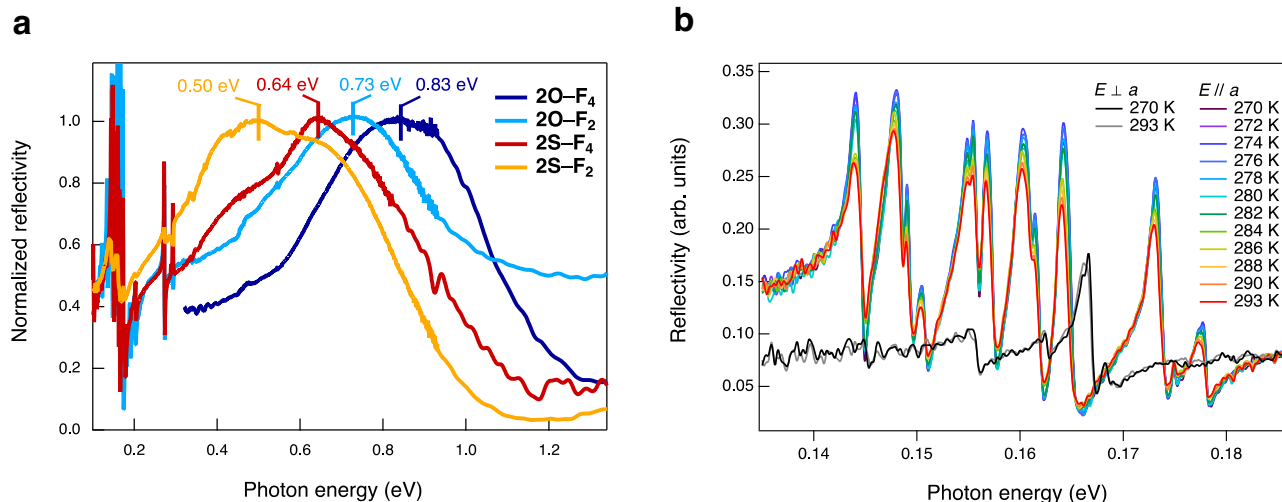 a
Normalized reflectivity
1.0
0.8
0.6
0.4
0.2
0.0
0.50 eV
0.64 eV
0.73 eV
0.83 eV
2O–F4
2O–F2
2S–F4
2S–F2
0.2
0.4
0.6
0.8
1.0
1.2
Photon energy (eV)
b
Reflectivity (arb. units)
0.35
0.30
0.25
0.20
0.15
0.10
0.05
E ⊥ a
270 K
293 K
E // a
270 K
272 K
274 K
276 K
278 K
280 K
282 K
284 K
286 K
288 K
290 K
293 K
0.14
0.15
0.16
0.17
0.18
Photon energy (eV)